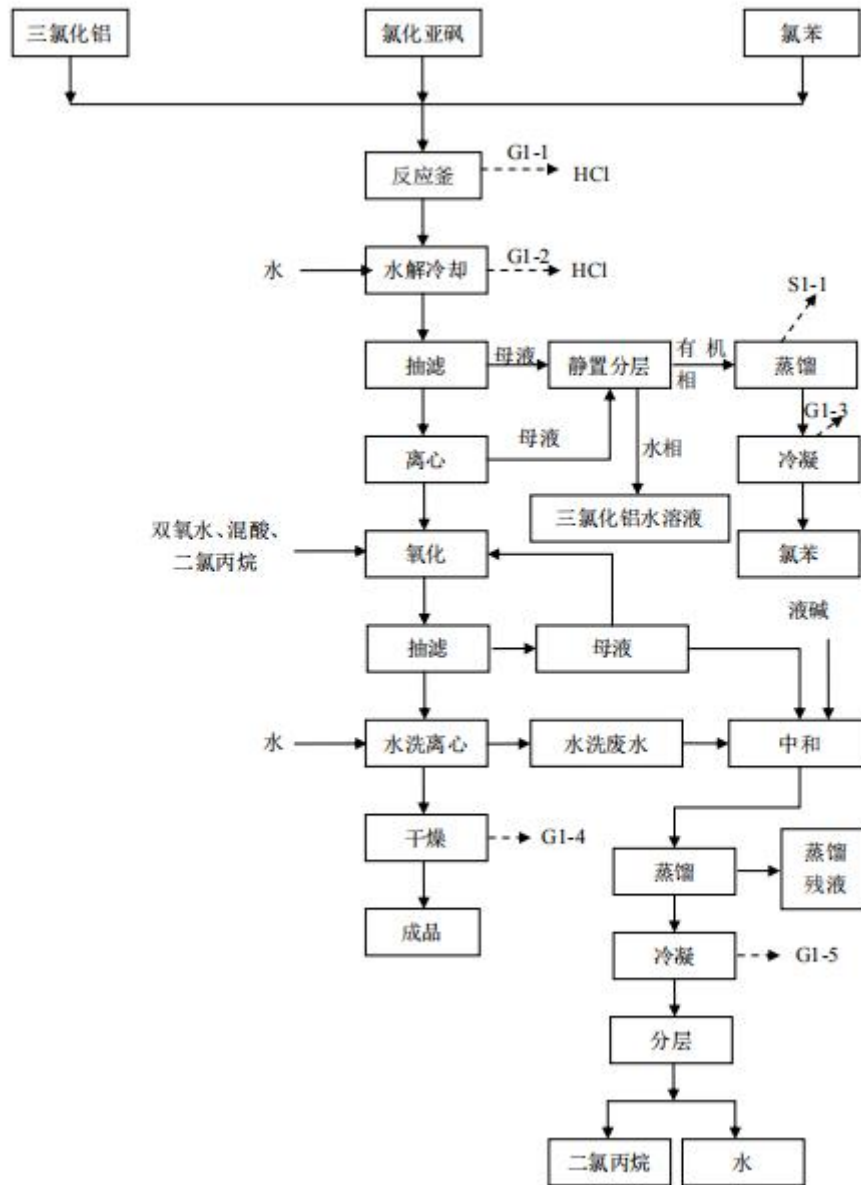 三氯化铝
氯化亚砜
氯苯
G1-1
反应釜
HCl
水
水解冷却
G1-2
HCl
S1-1
抽滤
母液
静置分层
有 机
相
蒸馏
G1-3
离心
母液
水相
冷凝
双氧水、混酸、
二氯丙烷
氧化
三氯化铝水溶液
氯苯
液碱
抽滤
母液
水
水洗离心
水洗废水
中和
干燥
G1-4
蒸馏
蒸馏
残液
成品
冷凝
G1-5
分层
二氯丙烷
水